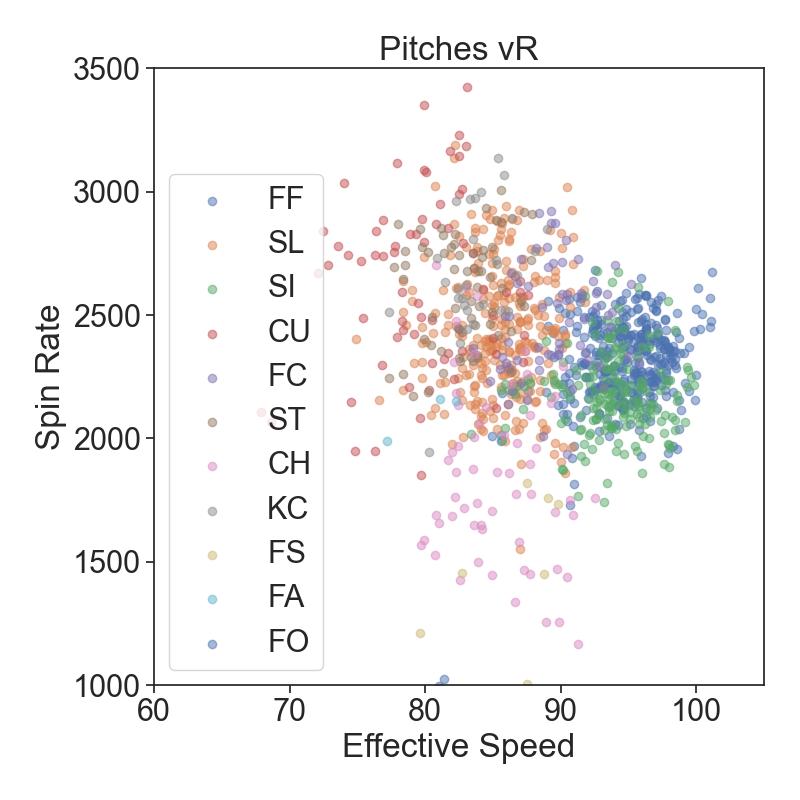 Pitches vR
3500
3000
2500
2000
1500
1000
Spin Rate
FF
SL
SI
CU
FC
ST
CH
KC
FS
FA
FO
60 70 80 90 100
Effective Speed